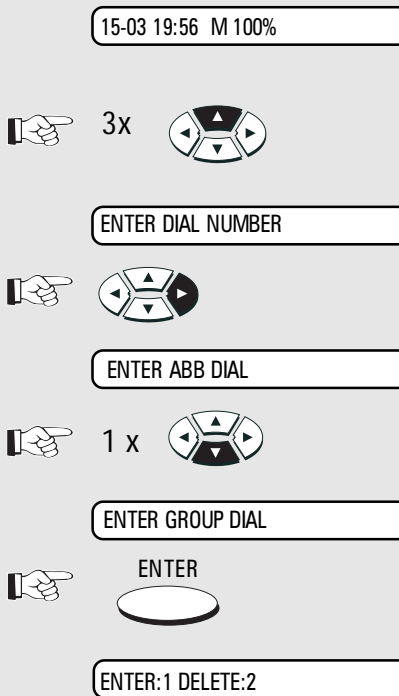 15-03 19:56 M 100%
3x
ENTER DIAL NUMBER
ENTER ABB DIAL
1 x
ENTER GROUP DIAL
ENTER
ENTER:1 DELETE:2